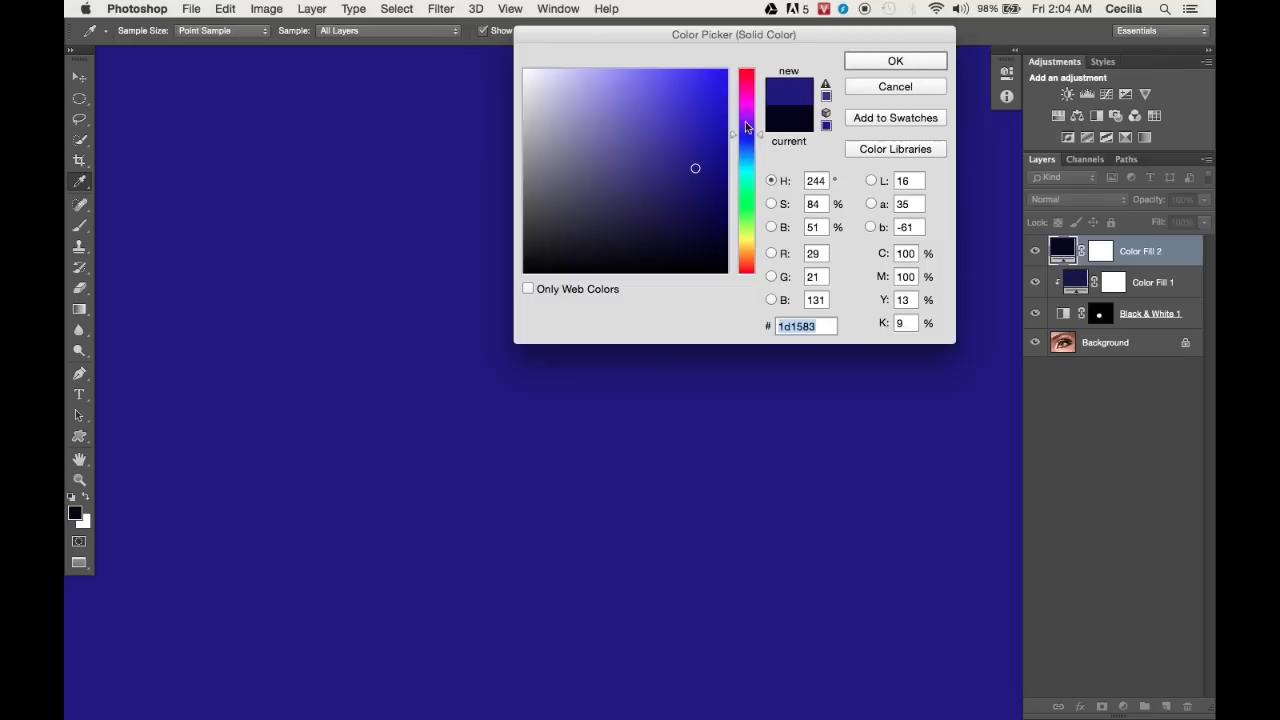 Photoshop File Edit Image Layer Type Select Filter 3D View Window Help 5 98% Fri 2:04 AM Cecilia
Sample Size: Point Sample Sample: All Layers Show Essentials
Color Picker (Solid Color)
new
current
OK
Cancel
Add to Swatches
Color Libraries
H: 244 ° L: 16
S: 84 % a: 35
B: 51 % b: -61
R: 29 C: 100 %
G: 21 M: 100 %
B: 131 Y: 13 %
# 1d1583 K: 9 %
Only Web Colors
Adjustments Styles
Add an adjustment
Layers Channels Paths
Kind
Normal Opacity: 100%
Lock: Fill: 100%
Color Fill 2
Color Fill 1
Black & White 1
Background